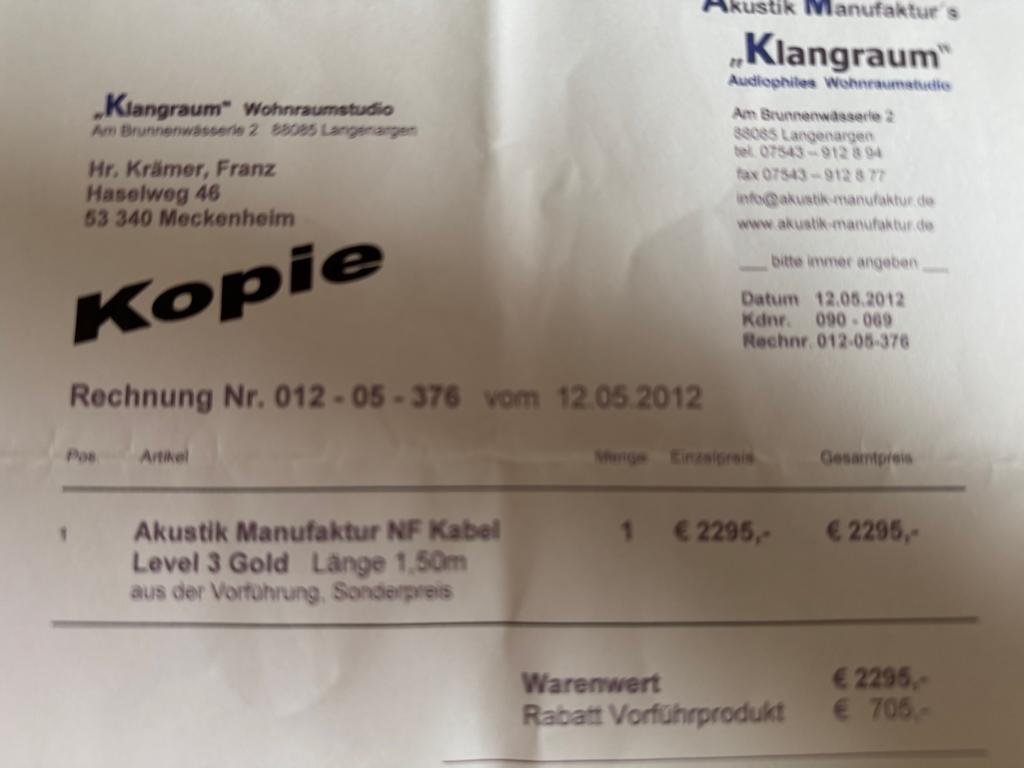 Akustik Manufaktur´s
„Klangraum“
Audiophiles Wohnraumstudio
„Klangraum“ Wohnraumstudio
Am Brunnenwässerle 2 88085 Langenargen
Hr. Krämer, Franz
Haselweg 46
53 340 Meckenheim
Kopie
Am Brunnenwässerle 2
88085 Langenargen
tel. 07543 – 912 8 94
fax 07543 – 912 8 77
info@akustik-manufaktur.de
www.akustik-manufaktur.de
___ bitte immer angeben ___
Datum 12.05.2012
Kdnr. 090 - 069
Rechnr. 012-05-376
Rechnung Nr. 012 - 05 - 376 vom 12.05.2012
Pos. Artikel Menge Einzelpreis Gesamtpreis
1 Akustik Manufaktur NF Kabel 1 € 2295,- € 2295,-
Level 3 Gold Länge 1,50m
aus der Vorführung, Sonderpreis
Warenwert € 2295,-
Rabatt Vorführprodukt € 705,-